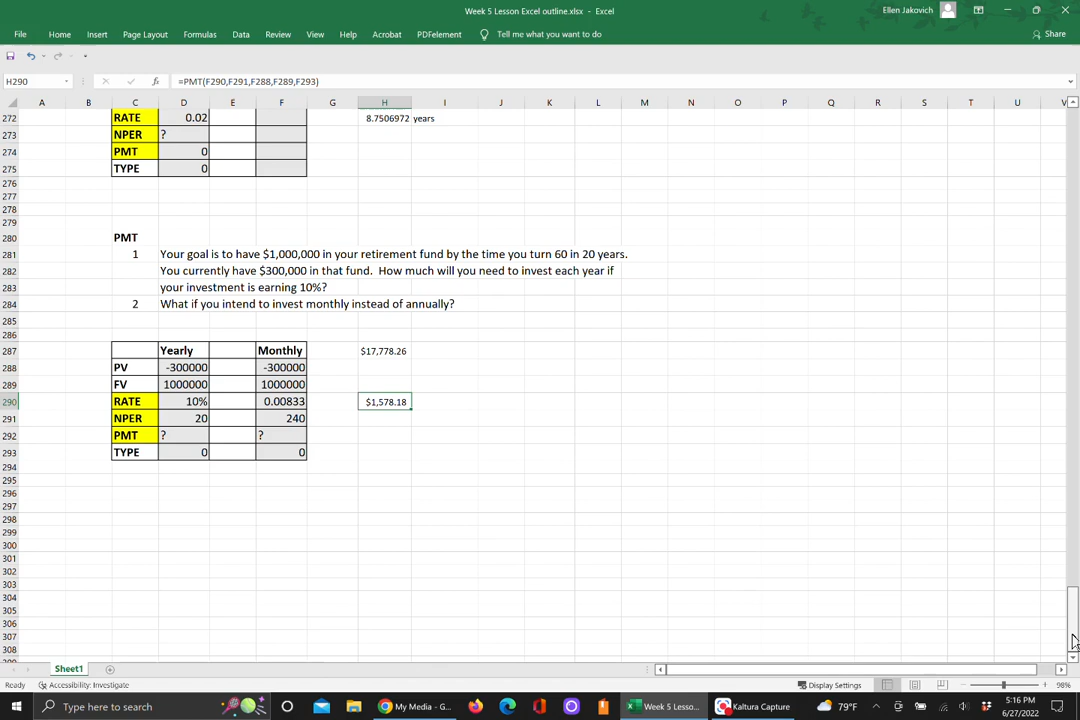 Week 5 Lesson Excel outline.xlsx - Excel
Ellen Jakovich
File Home Insert Page Layout Formulas Data Review View Help Acrobat PDFelement Tell me what you want to do Share
H290 fx =PMT(F290,F291,F288,F289,F293)
A B C D E F G H I J K L M N O P Q R S T U V
272 RATE 0.02 8.7506972 years
273 NPER ?
274 PMT 0
275 TYPE 0
276
277
278
279
280 PMT
281 1 Your goal is to have $1,000,000 in your retirement fund by the time you turn 60 in 20 years.
282 You currently have $300,000 in that fund. How much will you need to invest each year if
283 your investment is earning 10%?
284 2 What if you intend to invest monthly instead of annually?
285
286
287 Yearly Monthly $17,778.26
288 PV -300000 -300000
289 FV 1000000 1000000
290 RATE 10% 0.00833 $1,578.18
291 NPER 20 240
292 PMT ? ?
293 TYPE 0 0
294
295
296
297
298
299
300
301
302
303
304
305
306
307
308
Sheet1
Ready Accessibility: Investigate Display Settings 98%
Type here to search My Media - G... Week 5 Lesso... Kaltura Capture 79°F 5:16 PM
6/27/2022